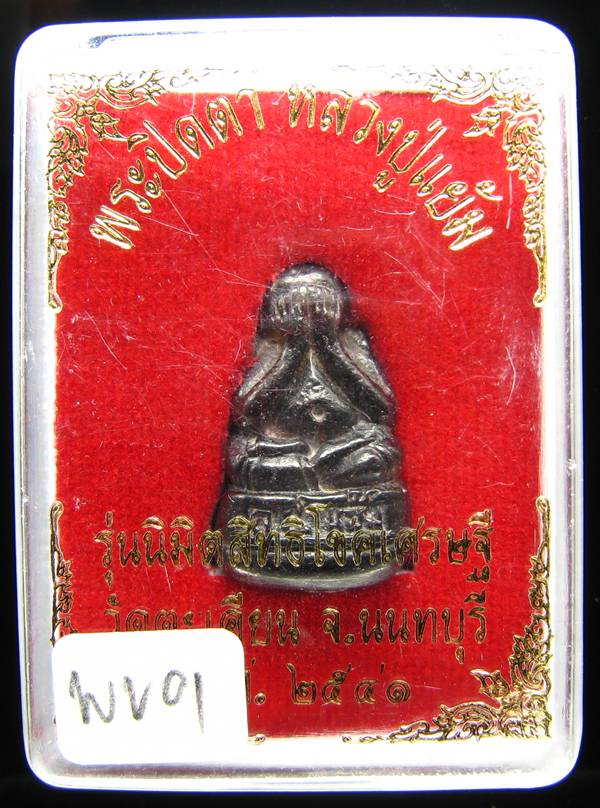 พระปิดตา หลวงปู่แย้ม
รุ่นนิมิตสิทธิโชคเศรษฐี
วัดตะเคียน จ.นนทบุรี
๒๕๔๑